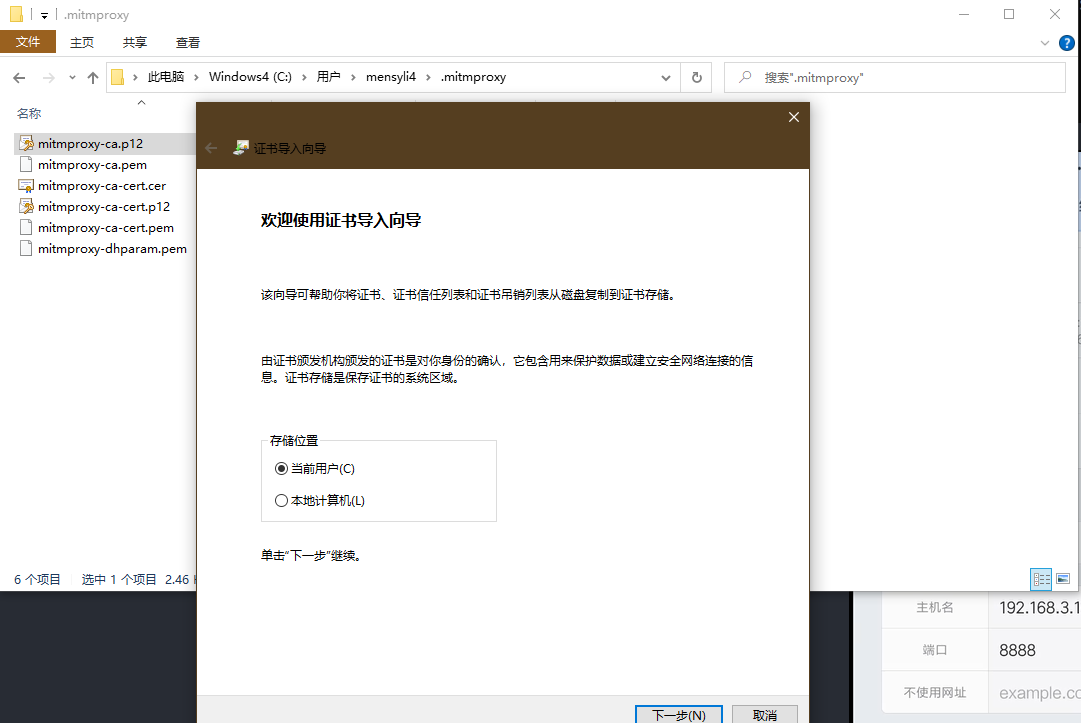 .mitmproxy
文件 主页 共享 查看
此电脑 Windows4 (C:) 用户 mensyli4 .mitmproxy
搜索".mitmproxy"
名称
mitmproxy-ca.p12
mitmproxy-ca.pem
mitmproxy-ca-cert.cer
mitmproxy-ca-cert.p12
mitmproxy-ca-cert.pem
mitmproxy-dhparam.pem
证书导入向导
欢迎使用证书导入向导
该向导可帮助你将证书、证书信任列表和证书吊销列表从磁盘复制到证书存储。
由证书颁发机构颁发的证书是对你身份的确认，它包含用来保护数据或建立安全网络连接的信
息。证书存储是保存证书的系统区域。
存储位置
当前用户(C)
本地计算机(L)
单击“下一步”继续。
下一步(N) 取消
6 个项目 选中 1 个项目 2.46
主机名 192.168.3.1
端口 8888
不使用网址 example.co